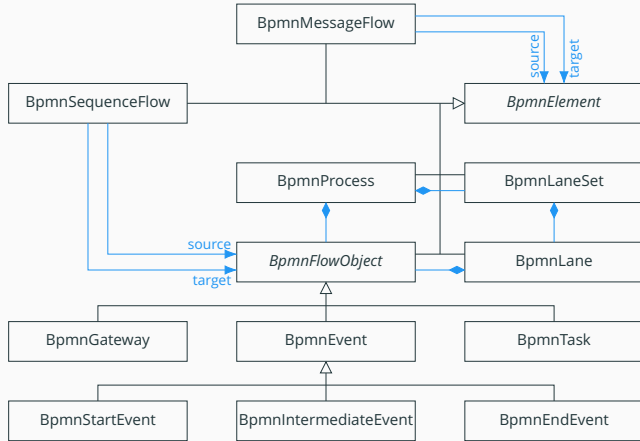 BpmnMessageFlow
source
target
BpmnSequenceFlow
BpmnElement
BpmnProcess
BpmnLaneSet
source
BpmnFlowObject
BpmnLane
target
BpmnGateway
BpmnEvent
BpmnTask
BpmnStartEvent
BpmnIntermediateEvent
BpmnEndEvent